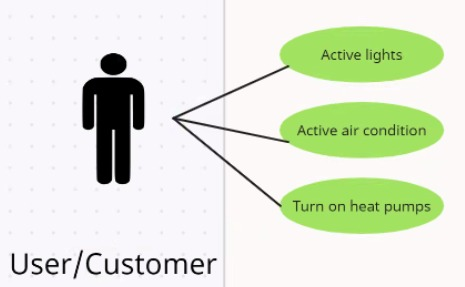 Active lights
Active air condition
Turn on heat pumps
User/Customer